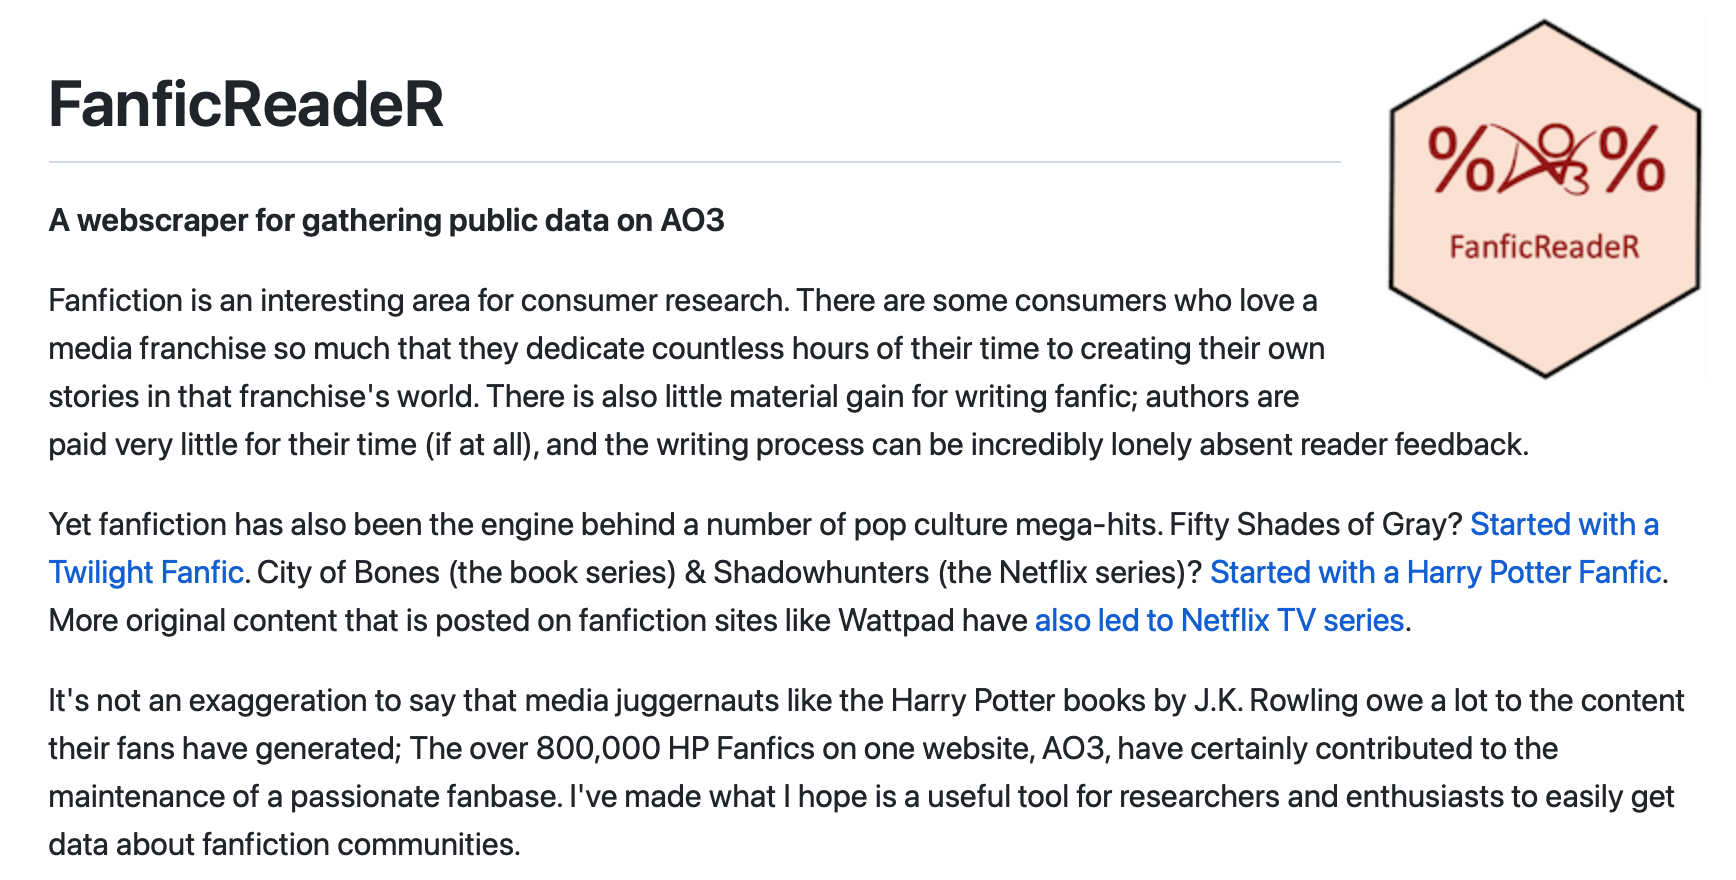 FanficReadeR
% AO3 %
FanficReadeR
A webscraper for gathering public data on AO3
Fanfiction is an interesting area for consumer research. There are some consumers who love a
media franchise so much that they dedicate countless hours of their time to creating their own
stories in that franchise's world. There is also little material gain for writing fanfic; authors are
paid very little for their time (if at all), and the writing process can be incredibly lonely absent reader feedback.
Yet fanfiction has also been the engine behind a number of pop culture mega-hits. Fifty Shades of Gray? Started with a
Twilight Fanfic. City of Bones (the book series) & Shadowhunters (the Netflix series)? Started with a Harry Potter Fanfic.
More original content that is posted on fanfiction sites like Wattpad have also led to Netflix TV series.
It's not an exaggeration to say that media juggernauts like the Harry Potter books by J.K. Rowling owe a lot to the content
their fans have generated; The over 800,000 HP Fanfics on one website, AO3, have certainly contributed to the
maintenance of a passionate fanbase. I've made what I hope is a useful tool for researchers and enthusiasts to easily get
data about fanfiction communities.